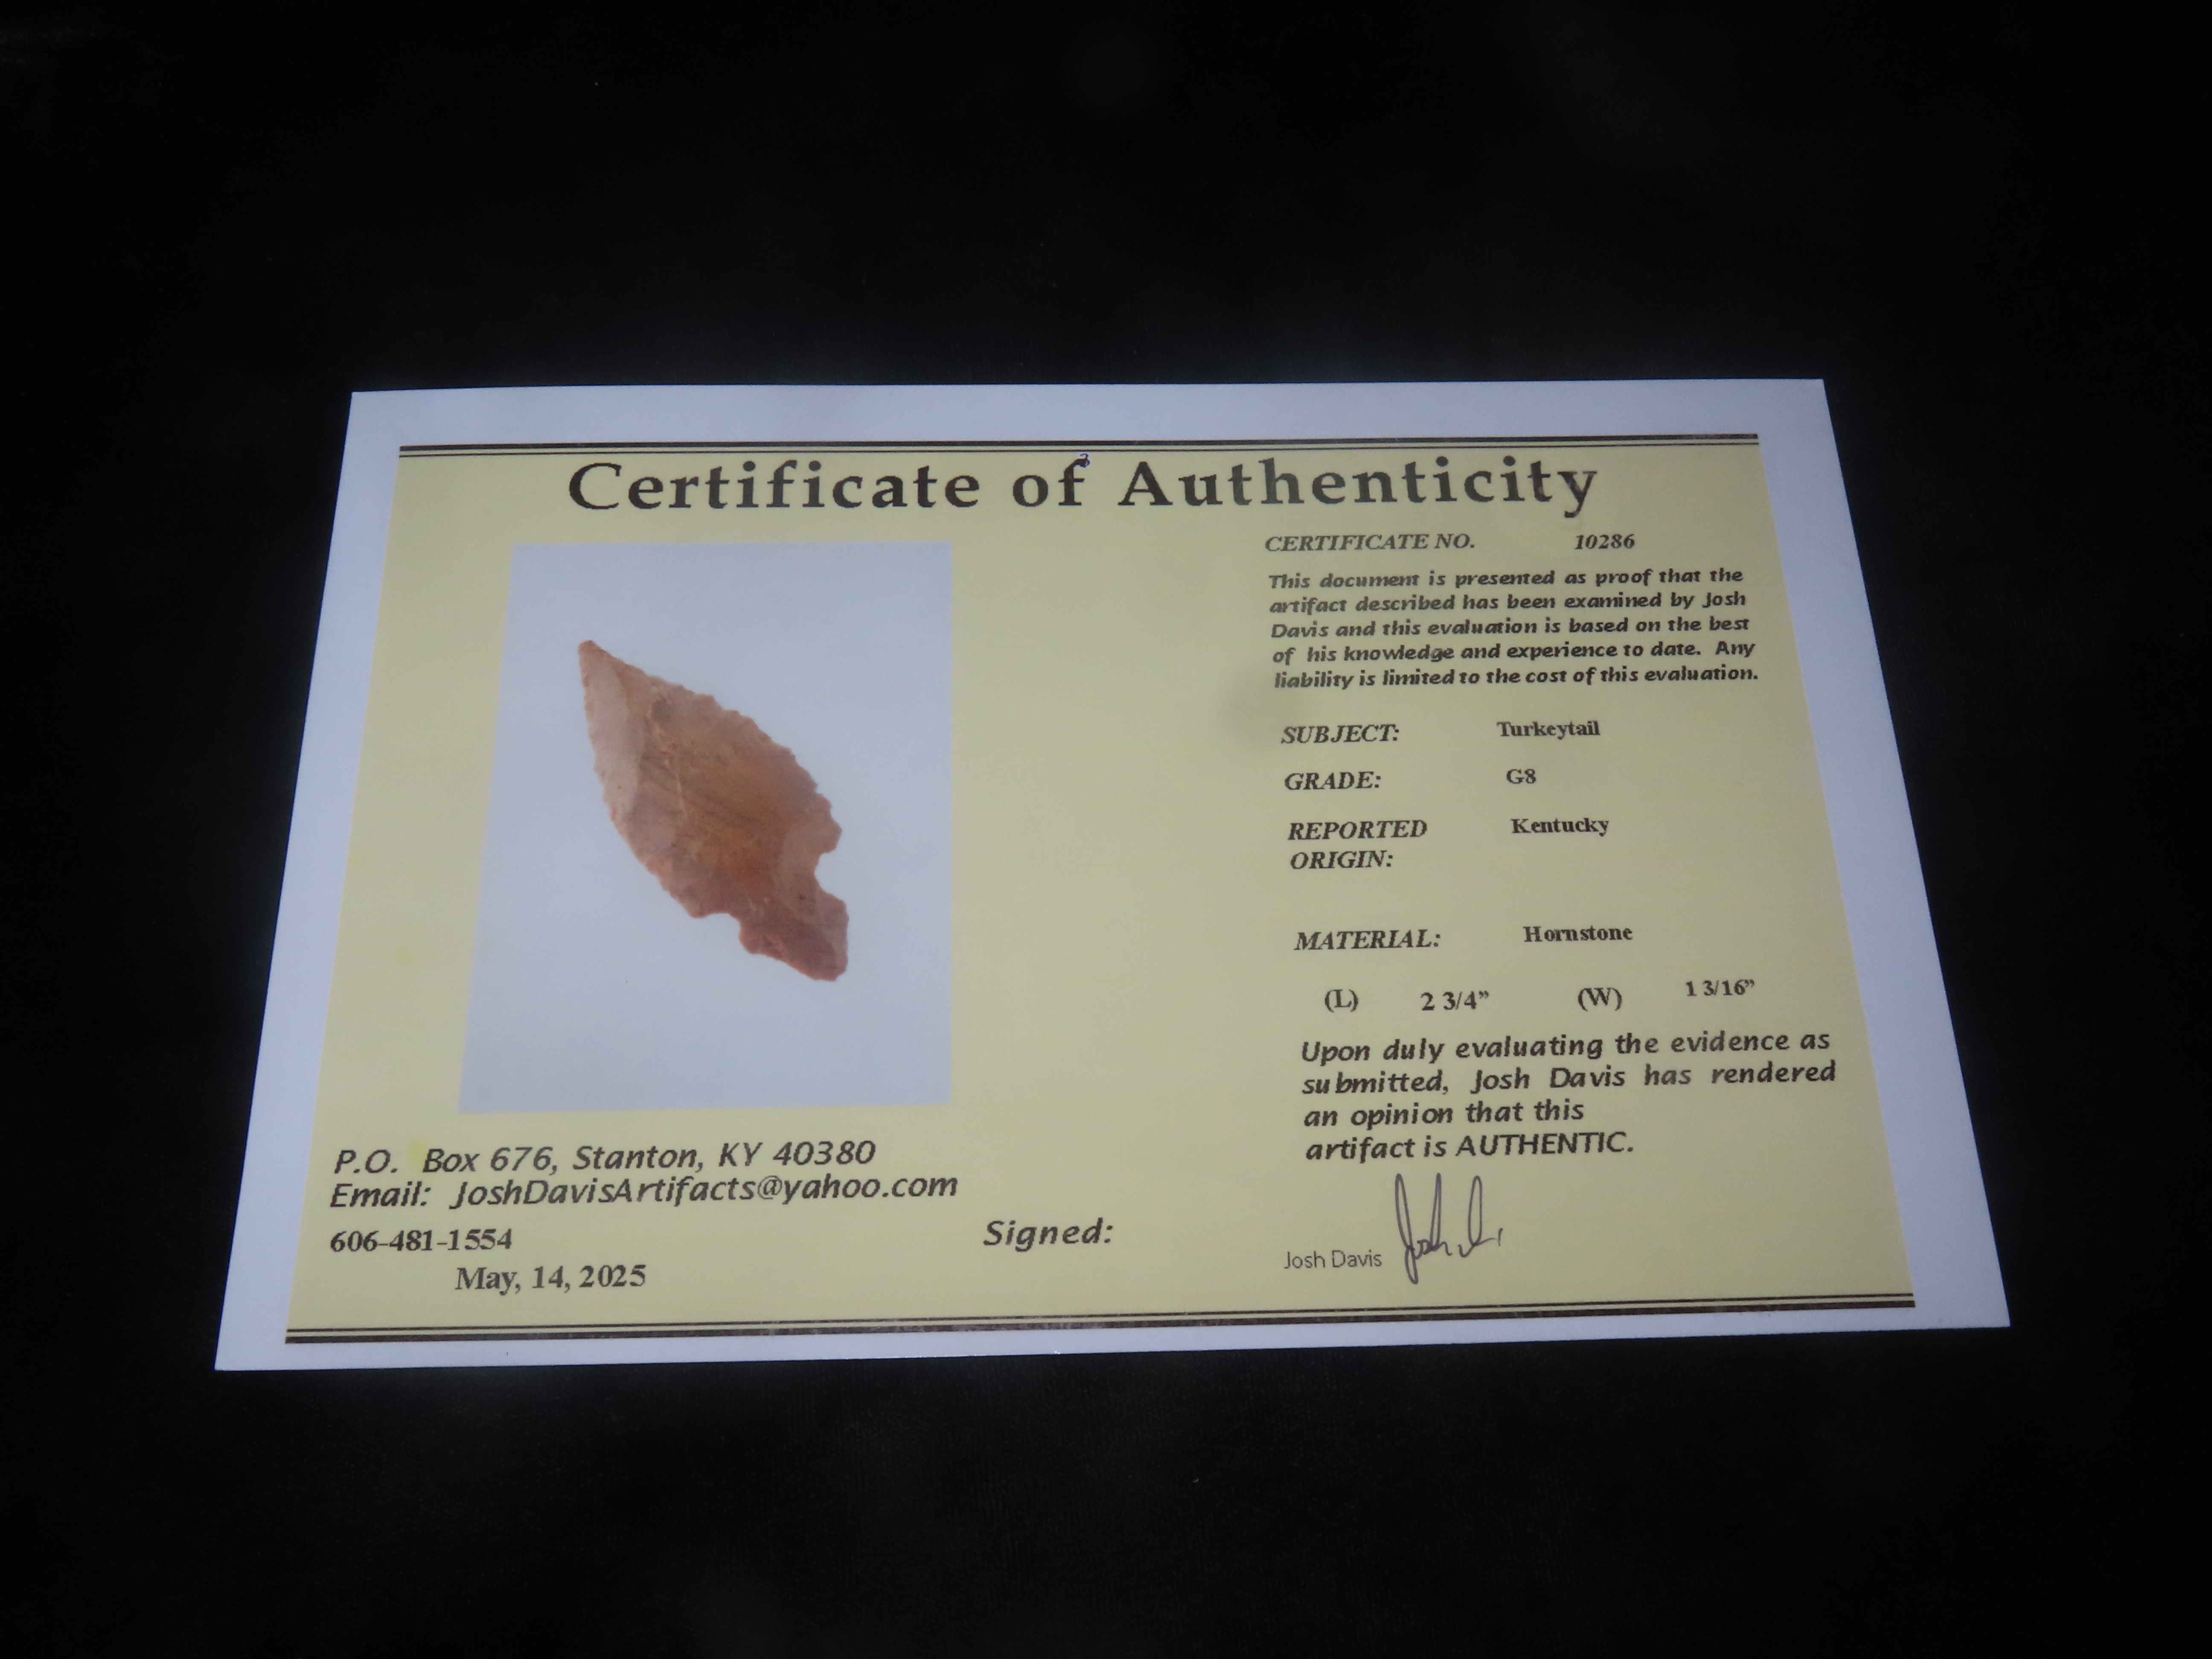 Certificate of Authenticity
CERTIFICATE NO. 10286
This document is presented as proof that the
artifact described has been examined by Josh
Davis and this evaluation is based on the best
of his knowledge and experience to date. Any
liability is limited to the cost of this evaluation.
SUBJECT: Turkeytail
GRADE: G8
REPORTED Kentucky
ORIGIN:
MATERIAL: Hornstone
(L) 2 3/4” (W) 1 3/16”
Upon duly evaluating the evidence as
submitted, Josh Davis has rendered
an opinion that this
artifact is AUTHENTIC.
P.O. Box 676, Stanton, KY 40380
Email: JoshDavisArtifacts@yahoo.com
606-481-1554
May, 14, 2025
Signed:
Josh Davis